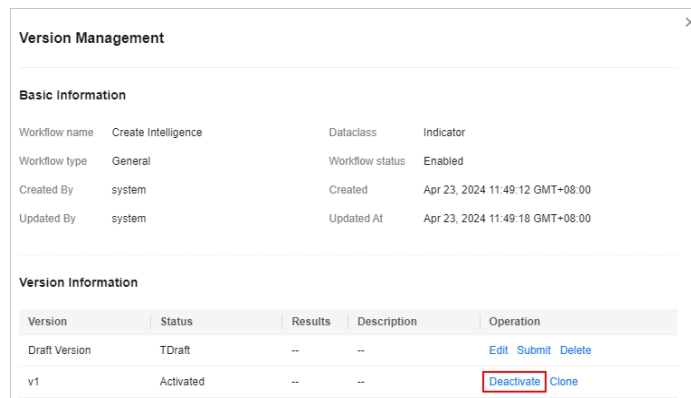 Version Management
Basic Information
Workflow name Create Intelligence Dataclass Indicator
Workflow type General Workflow status Enabled
Created By system Created Apr 23, 2024 11:49:12 GMT+08:00
Updated By system Updated At Apr 23, 2024 11:49:18 GMT+08:00
Version Information
Version Status Results Description Operation
Draft Version TDraft -- -- Edit Submit Delete
v1 Activated -- -- Deactivate Clone